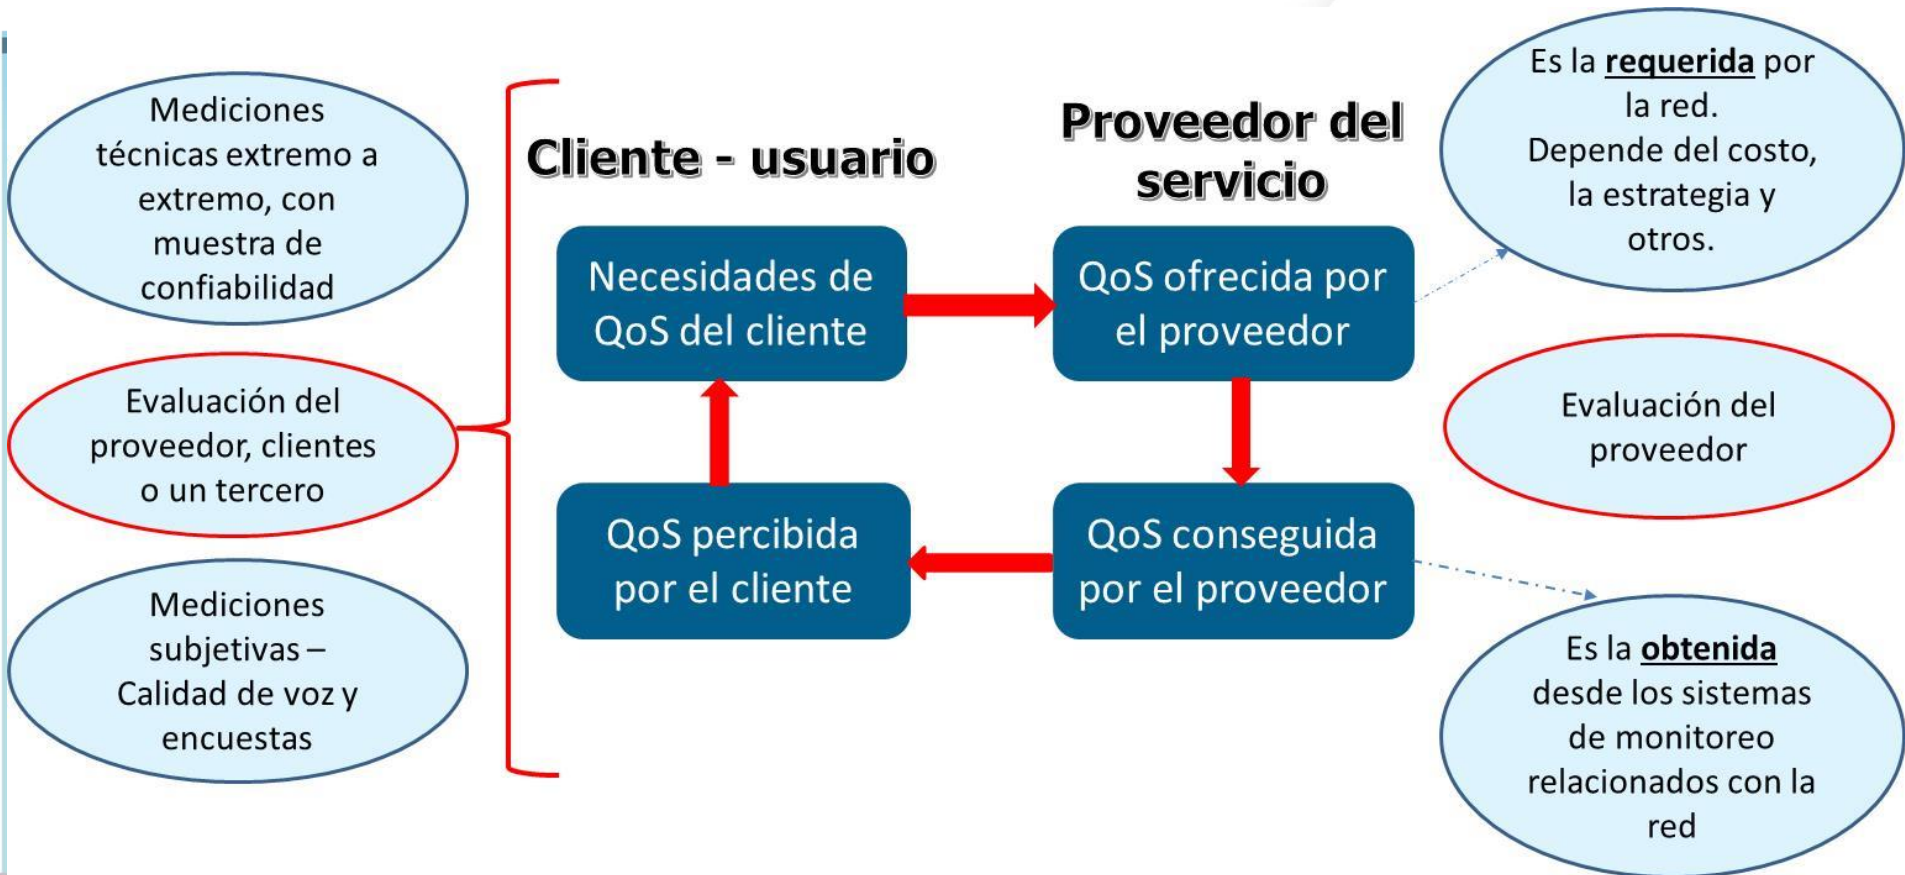 Mediciones
técnicas extremo a
extremo, con
muestra de
confiabilidad
Evaluación del
proveedor, clientes
o un tercero
Mediciones
subjetivas –
Calidad de voz y
encuestas
Cliente - usuario
Necesidades de
QoS del cliente
QoS percibida
por el cliente
Proveedor del
servicio
QoS ofrecida por
el proveedor
QoS conseguida
por el proveedor
Es la requerida por
la red.
Depende del costo,
la estrategia y
otros.
Evaluación del
proveedor
Es la obtenida
desde los sistemas
de monitoreo
relacionados con la
red